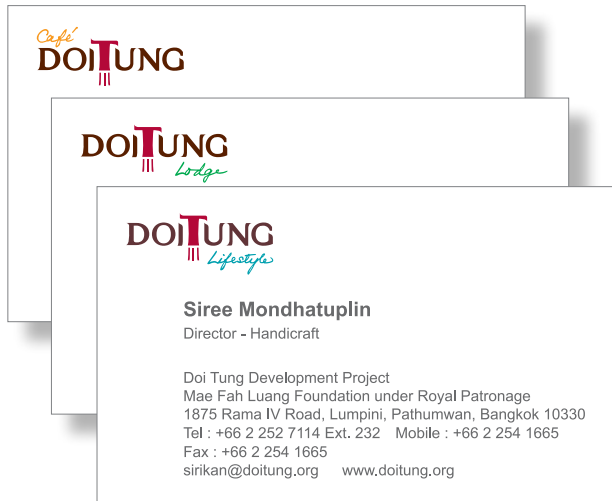 Café
DOITUNG
DOITUNG
Lodge
DOITUNG
Lifestyle
Siree Mondhatuplin
Director - Handicraft
Doi Tung Development Project
Mae Fah Luang Foundation under Royal Patronage
1875 Rama IV Road, Lumpini, Pathumwan, Bangkok 10330
Tel : +66 2 252 7114 Ext. 232 Mobile : +66 2 254 1665
Fax : +66 2 254 1665
sirikan@doitung.org www.doitung.org